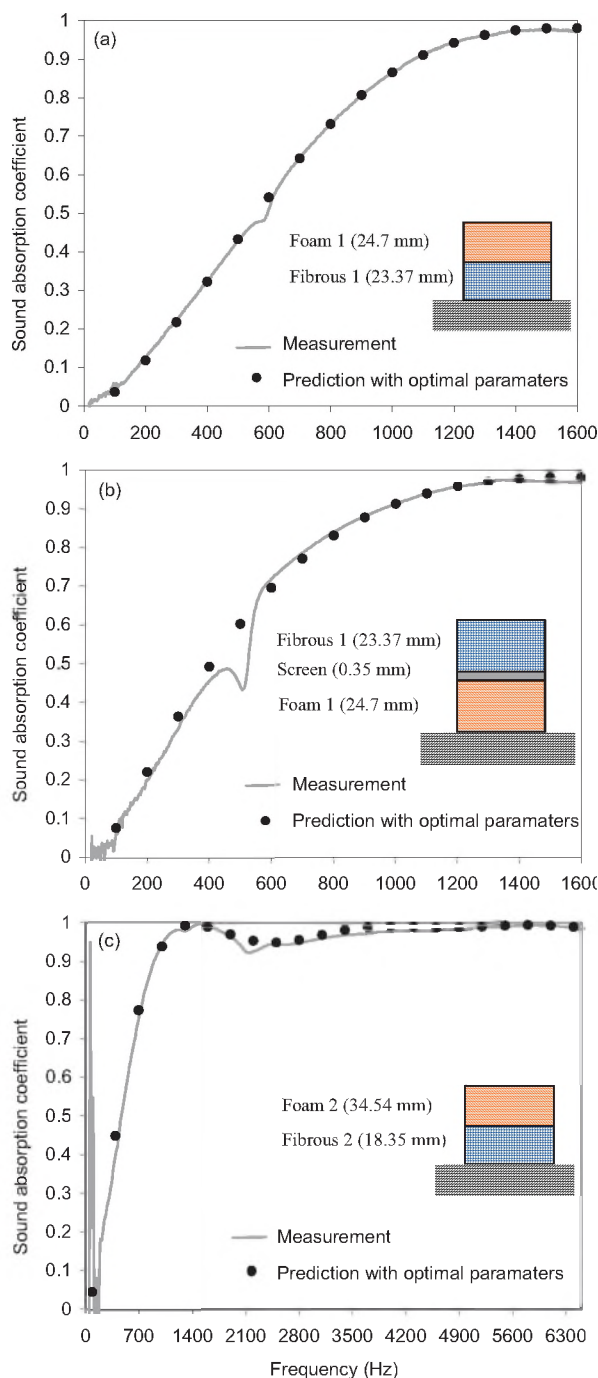 (a)
Sound absorption coefficient
1
0.9
0.8
0.7
0.6
0.5
0.4
0.3
0.2
0.1
0
Foam 1 (24.7 mm)
Fibrous 1 (23.37 mm)
Measurement
Prediction with optimal paramaters
0 200 400 600 800 1000 1200 1400 1600
(b)
Sound absorption coefficient
1
0.9
0.8
0.7
0.6
0.5
0.4
0.3
0.2
0.1
0
Fibrous 1 (23.37 mm)
Screen (0.35 mm)
Foam 1 (24.7 mm)
Measurement
Prediction with optimal paramaters
0 200 400 600 800 1000 1200 1400 1600
(c)
Sound absorption coefficient
1
0.9
0.8
0.7
0.6
0.5
0.4
0.3
0.2
0.1
0
Foam 2 (34.54 mm)
Fibrous 2 (18.35 mm)
Measurement
Prediction with optimal paramaters
0 700 1400 2100 2800 3500 4200 4900 5600 6300
Frequency (Hz)